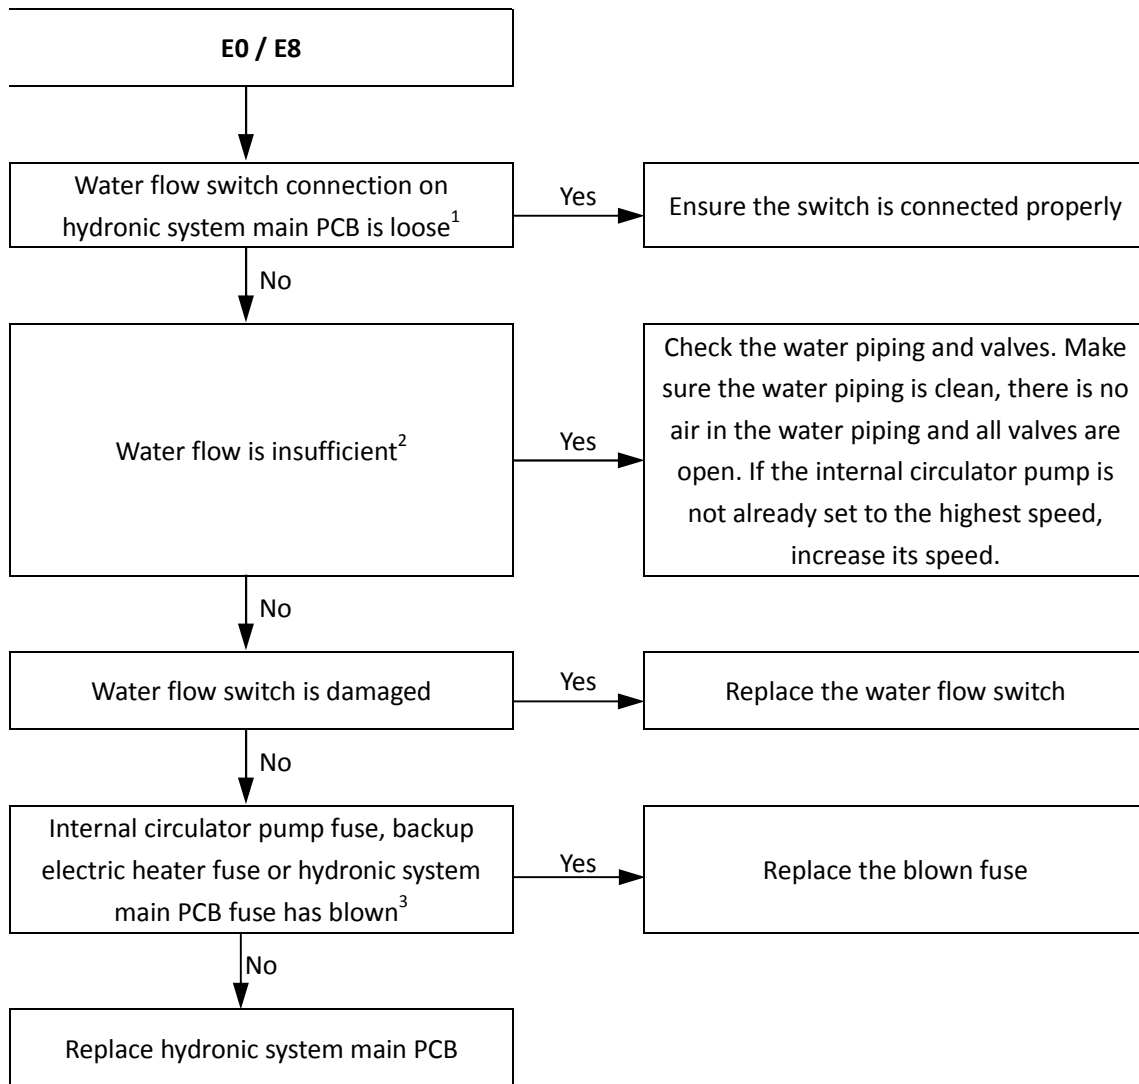 E0 / E8
Water flow switch connection on
hydronic system main PCB is loose¹
Yes
Ensure the switch is connected properly
No
Water flow is insufficient²
Yes
Check the water piping and valves. Make
sure the water piping is clean, there is no
air in the water piping and all valves are
open. If the internal circulator pump is
not already set to the highest speed,
increase its speed.
No
Water flow switch is damaged
Yes
Replace the water flow switch
No
Internal circulator pump fuse, backup
electric heater fuse or hydronic system
main PCB fuse has blown³
Yes
Replace the blown fuse
No
Replace hydronic system main PCB